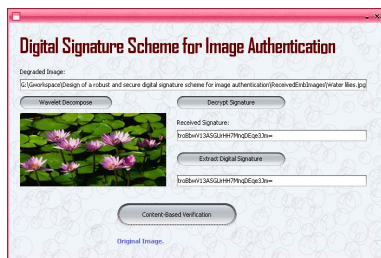 Digital Signature Scheme for Image Authentication
Degraded Image:
G:\Gworkspace\Design of a robust and secure digital signature scheme for image authentication\ReceivedEmbImages\Water lilies.jpg
Wavelet Decompose
Decrypt Signature
Received Signature:
troBbwV13ASGUrHH7MnqDEqe3Jm=
Extract Digital Signature
troBbwV13ASGUrHH7MnqDEqe3Jm=
Content-Based Verification
Original Image.